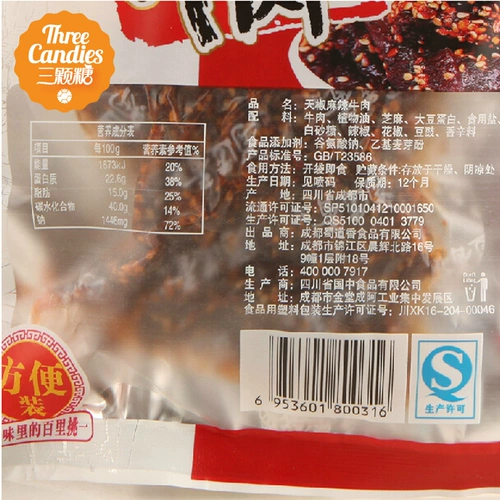 Three
Candies
三颗糖
牛肉
品 名：天椒麻辣牛肉
配 料：牛肉、植物油、芝麻、大豆蛋白、食用盐、
白砂糖、辣椒、花椒、豆豉、香辛料
食品添加剂：谷氨酸钠、乙基麦芽酚
产品标准号：GB/T23586
食用方法：开袋即食 贮藏条件:存放于干燥、阴凉处
生产日期：见喷码 保质期：12个月
产 地：四川省成都市
流通许可证号：SP5101041210001650
生产许可证号：QS5100 0401 3779
出 品 商：成都蜀道香食品有限公司
地 址：成都市锦江区晨辉北路16号
9幢1层附18号
电 话：400 000 7917
生 产 商：四川省国中食品有限公司
地 址：成都市金堂成阿工业集中发展区
食品用塑料包装生产许可证号：川XK16-204-00046
营养成分表
项目 每100g 营养素参考值%
能量 1673KJ 20%
蛋白质 22.6g 38%
脂肪 15.0g 25%
碳水化合物 40.0g 14%
钠 1446mg 72%
方便
装
味里的百里挑一
6 953601 800316
生产许可